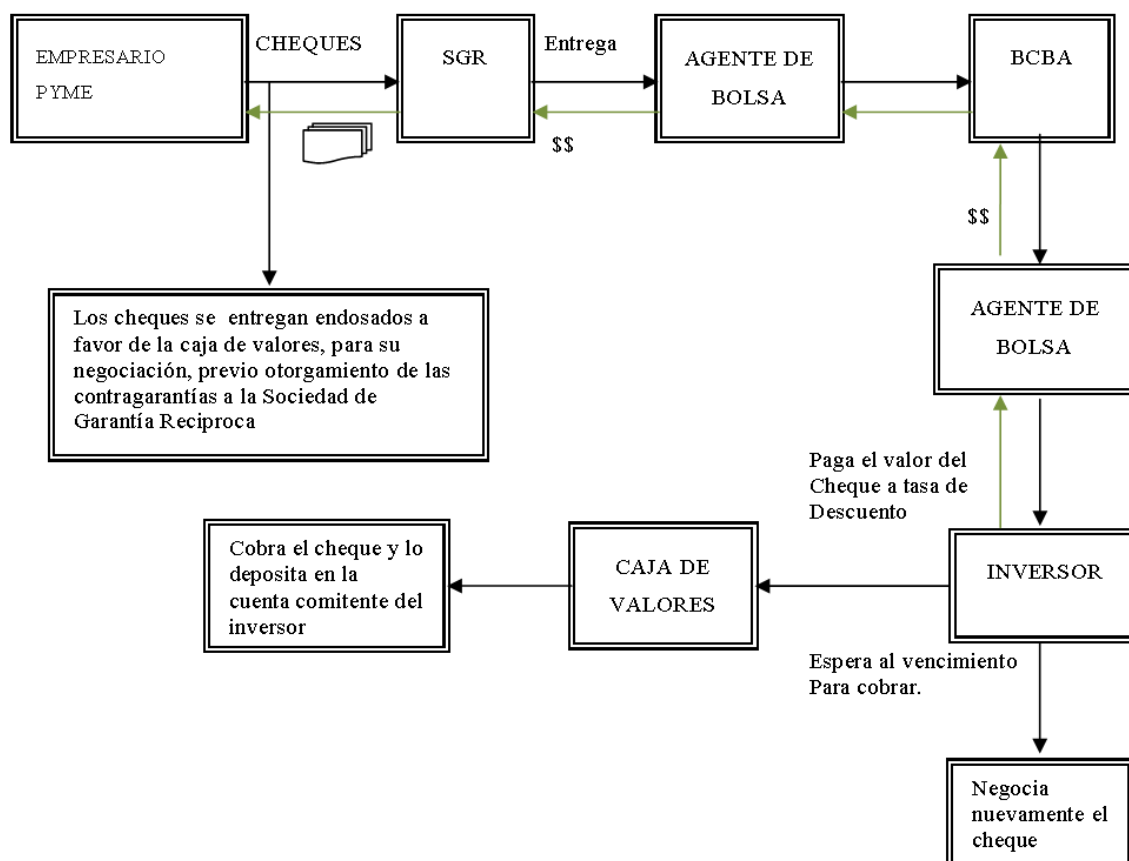 EMPRESARIO
PYME
CHEQUES
SGR
Entrega
AGENTE DE
BOLSA
BCBA
$$
$$
Los cheques se entregan endosados a
favor de la caja de valores, para su
negociación, previo otorgamiento de las
contragarantías a la Sociedad de
Garantía Reciproca
AGENTE DE
BOLSA
Paga el valor del
Cheque a tasa de
Descuento
Cobra el cheque y lo
deposita en la
cuenta comitente del
inversor
CAJA DE
VALORES
INVERSOR
Espera al vencimiento
Para cobrar.
Negocia
nuevamente el
cheque